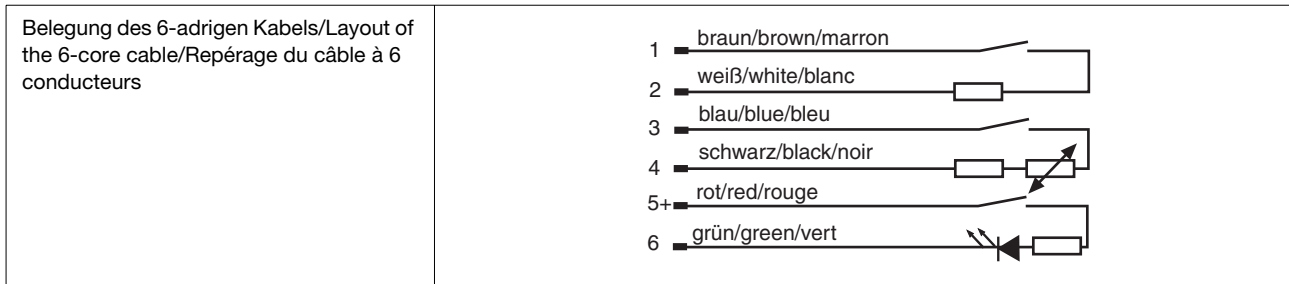 Belegung des 6-adrigen Kabels/Layout of
the 6-core cable/Repérage du câble à 6
conducteurs
1 braun/brown/marron
2 weiß/white/blanc
3 blau/blue/bleu
4 schwarz/black/noir
5+ rot/red/rouge
6 grün/green/vert